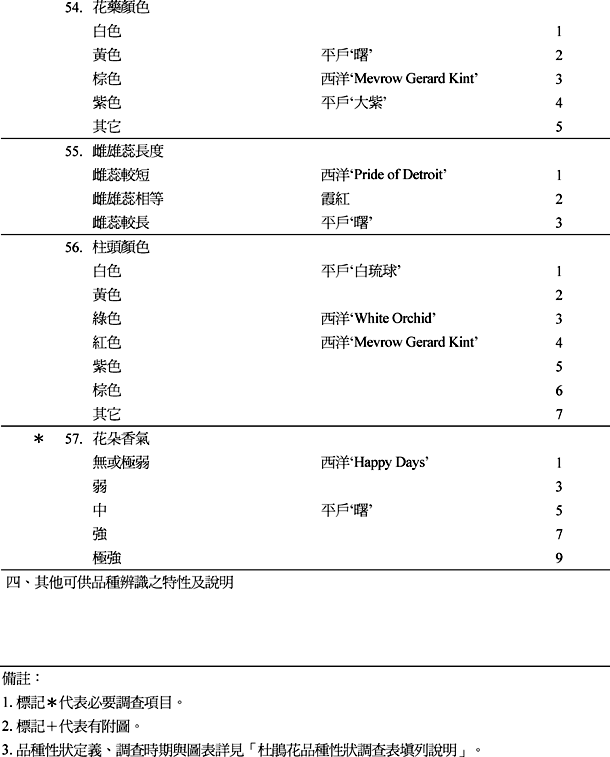 54. 花藥顏色
白色 1
黃色 平戶‘曙’ 2
棕色 西洋‘Mevrow Gerard Kint’ 3
紫色 平戶‘大紫’ 4
其它 5
55. 雌雄蕊長度
雌蕊較短 西洋‘Pride of Detroit’ 1
雌雄蕊相等 霞紅 2
雌蕊較長 平戶‘曙’ 3
56. 柱頭顏色
白色 平戶‘白琉球’ 1
黃色 2
綠色 西洋‘White Orchid’ 3
紅色 西洋‘Mevrow Gerard Kint’ 4
紫色 5
棕色 6
其它 7
＊ 57. 花朵香氣
無或極弱 西洋‘Happy Days’ 1
弱 3
中 平戶‘曙’ 5
強 7
極強 9
四、其他可供品種辨識之特性及說明
備註：
1. 標記＊代表必要調查項目。
2. 標記＋代表有附圖。
3. 品種性狀定義、調查時期與圖表詳見「杜鵑花品種性狀調查表填列說明」。